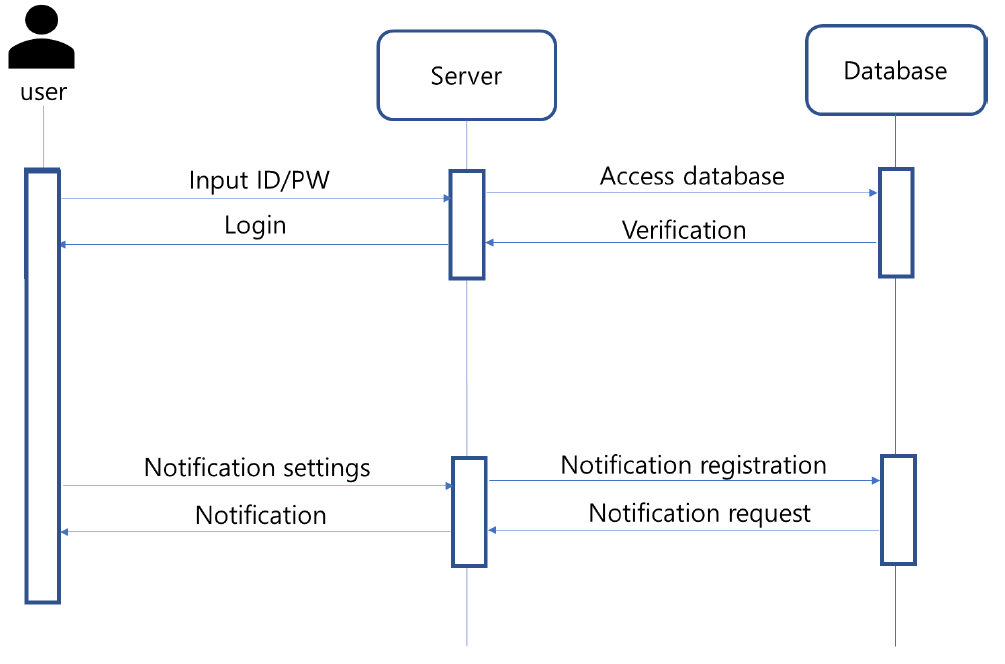 user
Server
Database
Input ID/PW
Access database
Login
Verification
Notification settings
Notification registration
Notification
Notification request